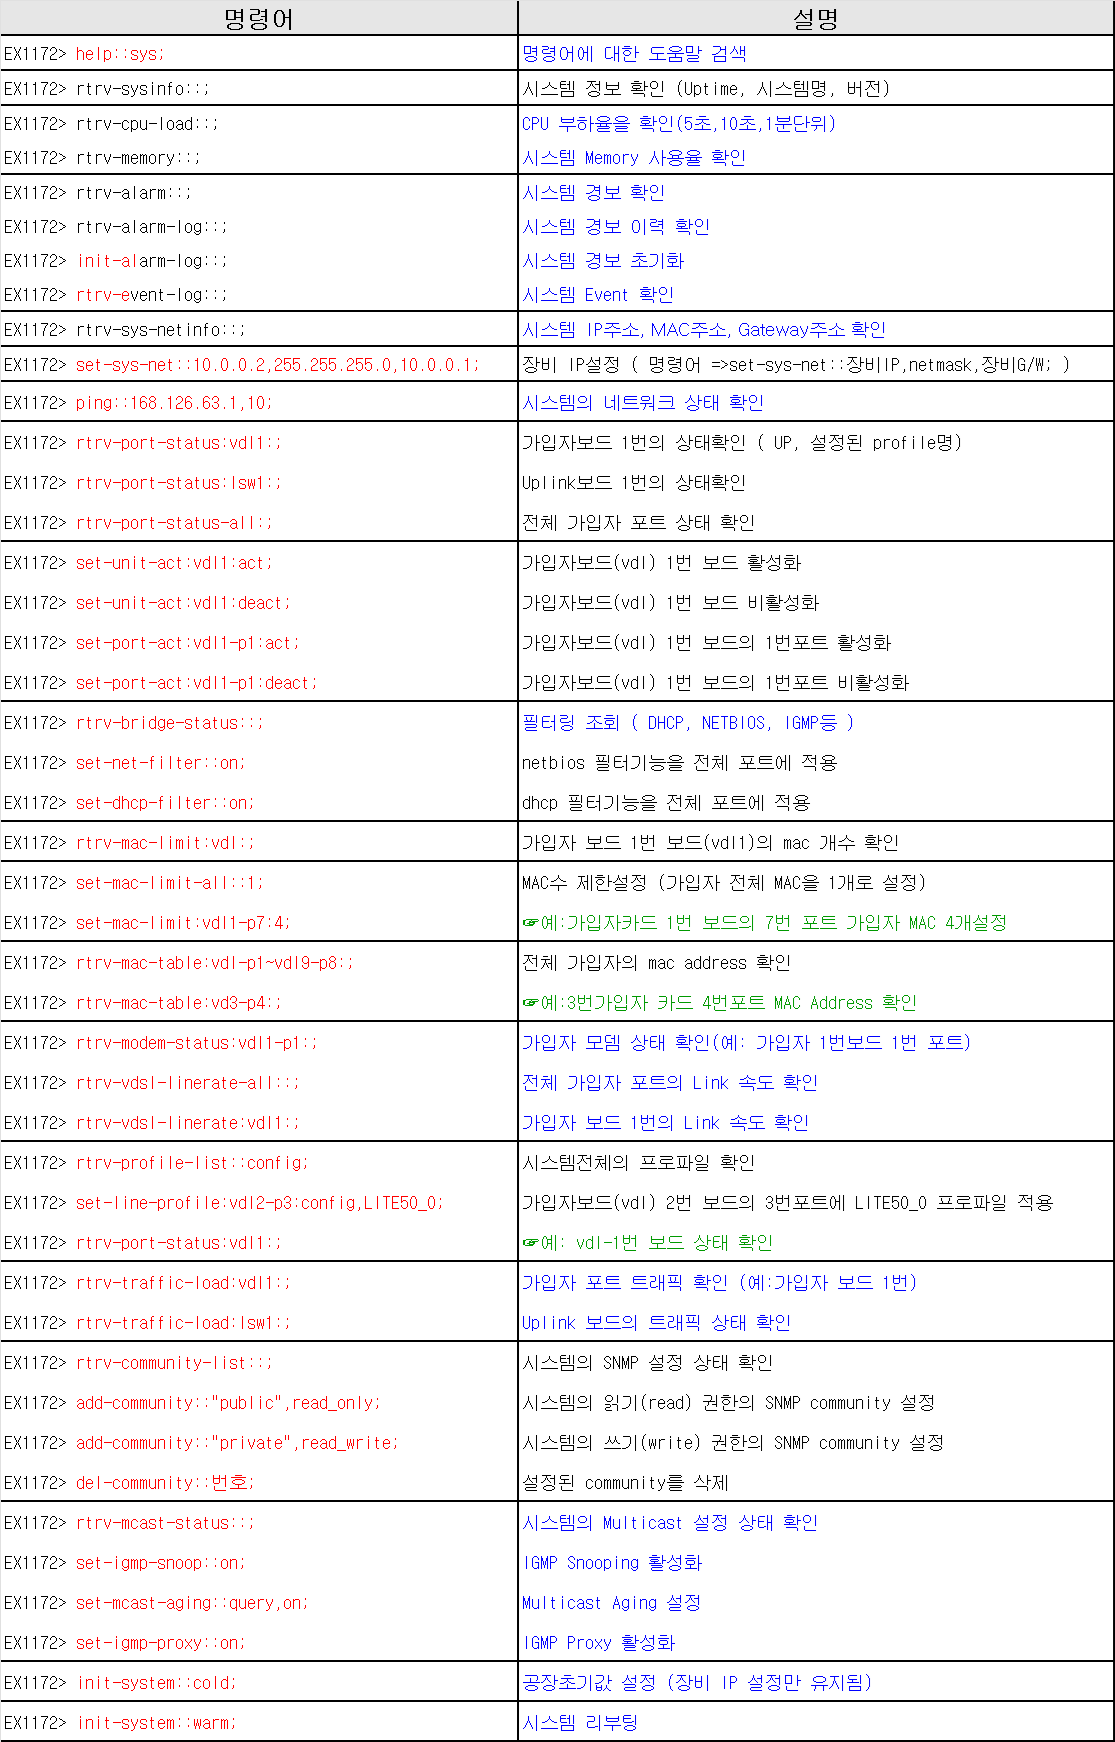 명령어 설명
EX1172> help::sys; 명령어에 대한 도움말 검색
EX1172> rtrv-sysinfo::; 시스템 정보 확인 (Uptime, 시스템명, 버전)
EX1172> rtrv-cpu-load::; CPU 부하율을 확인(5초,10초,1분단위)
EX1172> rtrv-memory::; 시스템 Memory 사용율 확인
EX1172> rtrv-alarm::; 시스템 경보 확인
EX1172> rtrv-alarm-log::; 시스템 경보 이력 확인
EX1172> init-alarm-log::; 시스템 경보 초기화
EX1172> rtrv-event-log::; 시스템 Event 확인
EX1172> rtrv-sys-netinfo::; 시스템 IP주소, MAC주소, Gateway주소 확인
EX1172> set-sys-net::10.0.0.2,255.255.255.0,10.0.0.1; 장비 IP설정 ( 명령어 =>set-sys-net::장비IP,netmask,장비G/W; )
EX1172> ping::168.126.63.1,10; 시스템의 네트워크 상태 확인
EX1172> rtrv-port-status:vdl1:; 가입자보드 1번의 상태확인 ( UP, 설정된 profile명)
EX1172> rtrv-port-status:lsw1:; Uplink보드 1번의 상태확인
EX1172> rtrv-port-status-all:; 전체 가입자 포트 상태 확인
EX1172> set-unit-act:vdl1:act; 가입자보드(vdl) 1번 보드 활성화
EX1172> set-unit-act:vdl1:deact; 가입자보드(vdl) 1번 보드 비활성화
EX1172> set-port-act:vdl1-p1:act; 가입자보드(vdl) 1번 보드의 1번포트 활성화
EX1172> set-port-act:vdl1-p1:deact; 가입자보드(vdl) 1번 보드의 1번포트 비활성화
EX1172> rtrv-bridge-status::; 필터링 조회 ( DHCP, NETBIOS, IGMP등 )
EX1172> set-net-filter::on; netbios 필터기능을 전체 포트에 적용
EX1172> set-dhcp-filter::on; dhcp 필터기능을 전체 포트에 적용
EX1172> rtrv-mac-limit:vdl:; 가입자 보드 1번 보드(vdl1)의 mac 개수 확인
EX1172> set-mac-limit-all::1; MAC수 제한설정 (가입자 전체 MAC을 1개로 설정)
EX1172> set-mac-limit:vdl1-p7:4; ☞예:가입자카드 1번 보드의 7번 포트 가입자 MAC 4개설정
EX1172> rtrv-mac-table:vdl-p1~vdl9-p8:; 전체 가입자의 mac address 확인
EX1172> rtrv-mac-table:vd3-p4:; ☞예:3번가입자 카드 4번포트 MAC Address 확인
EX1172> rtrv-modem-status:vdl1-p1:; 가입자 모뎀 상태 확인(예: 가입자 1번보드 1번 포트)
EX1172> rtrv-vdsl-linerate-all::; 전체 가입자 포트의 Link 속도 확인
EX1172> rtrv-vdsl-linerate:vdl1:; 가입자 보드 1번의 Link 속도 확인
EX1172> rtrv-profile-list::config; 시스템전체의 프로파일 확인
EX1172> set-line-profile:vdl2-p3:config,LITE50_0; 가입자보드(vdl) 2번 보드의 3번포트에 LITE50_0 프로파일 적용
EX1172> rtrv-port-status:vdl1:; ☞예: vdl-1번 보드 상태 확인
EX1172> rtrv-traffic-load:vdl1:; 가입자 포트 트래픽 확인 (예:가입자 보드 1번)
EX1172> rtrv-traffic-load:lsw1:; Uplink 보드의 트래픽 상태 확인
EX1172> rtrv-community-list::; 시스템의 SNMP 설정 상태 확인
EX1172> add-community::"public",read_only; 시스템의 읽기(read) 권한의 SNMP community 설정
EX1172> add-community::"private",read_write; 시스템의 쓰기(write) 권한의 SNMP community 설정
EX1172> del-community::번호; 설정된 community를 삭제
EX1172> rtrv-mcast-status::; 시스템의 Multicast 설정 상태 확인
EX1172> set-igmp-snoop::on; IGMP Snooping 활성화
EX1172> set-mcast-aging::query,on; Multicast Aging 설정
EX1172> set-igmp-proxy::on; IGMP Proxy 활성화
EX1172> init-system::cold; 공장초기값 설정 (장비 IP 설정만 유지됨)
EX1172> init-system::warm; 시스템 리부팅